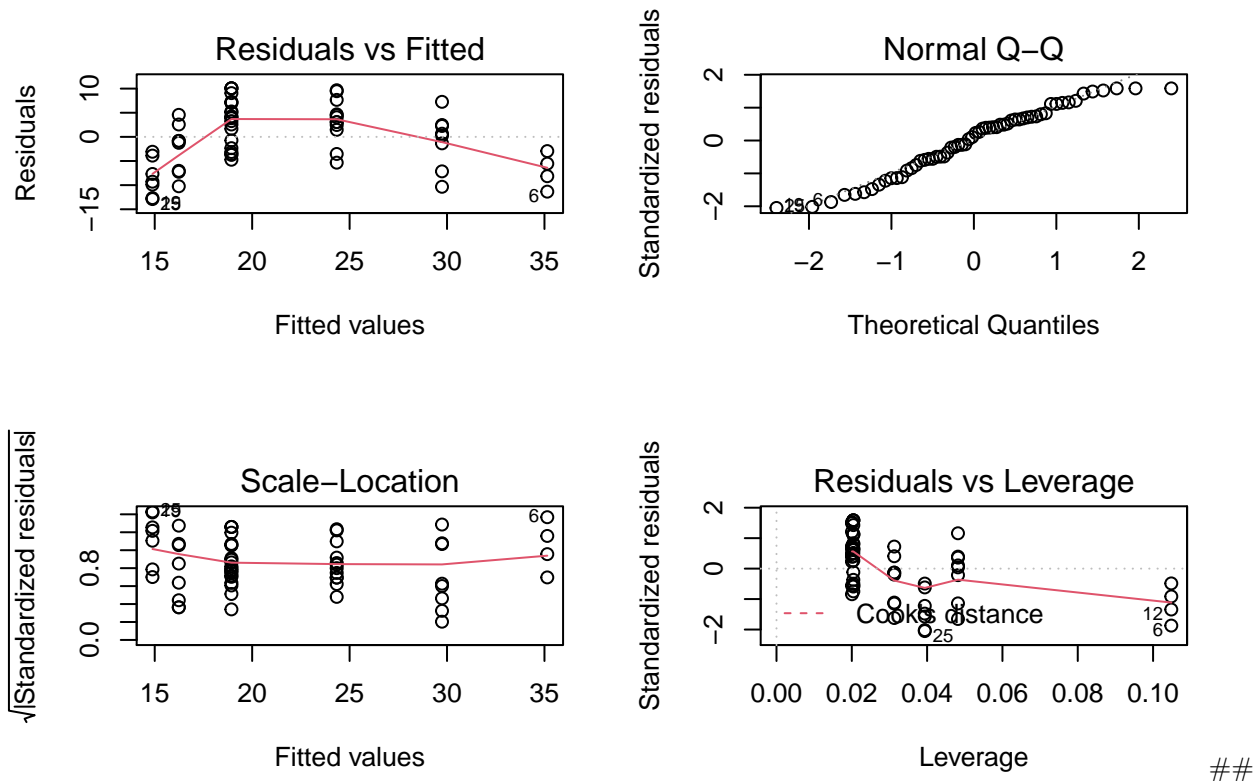 Residuals vs Fitted
Residuals
10
0
−15
15 20 25 30 35
Fitted values
6
Normal Q−Q
Standardized residuals
2
0
−2
−2 −1 0 1 2
Theoretical Quantiles
6
Scale−Location
√|Standardized residuals|
0.8
0.0
15 20 25 30 35
Fitted values
6
Residuals vs Leverage
Standardized residuals
2
0
−2
0.00 0.02 0.04 0.06 0.08 0.10
Leverage
Cook's distance
25
12
6
##